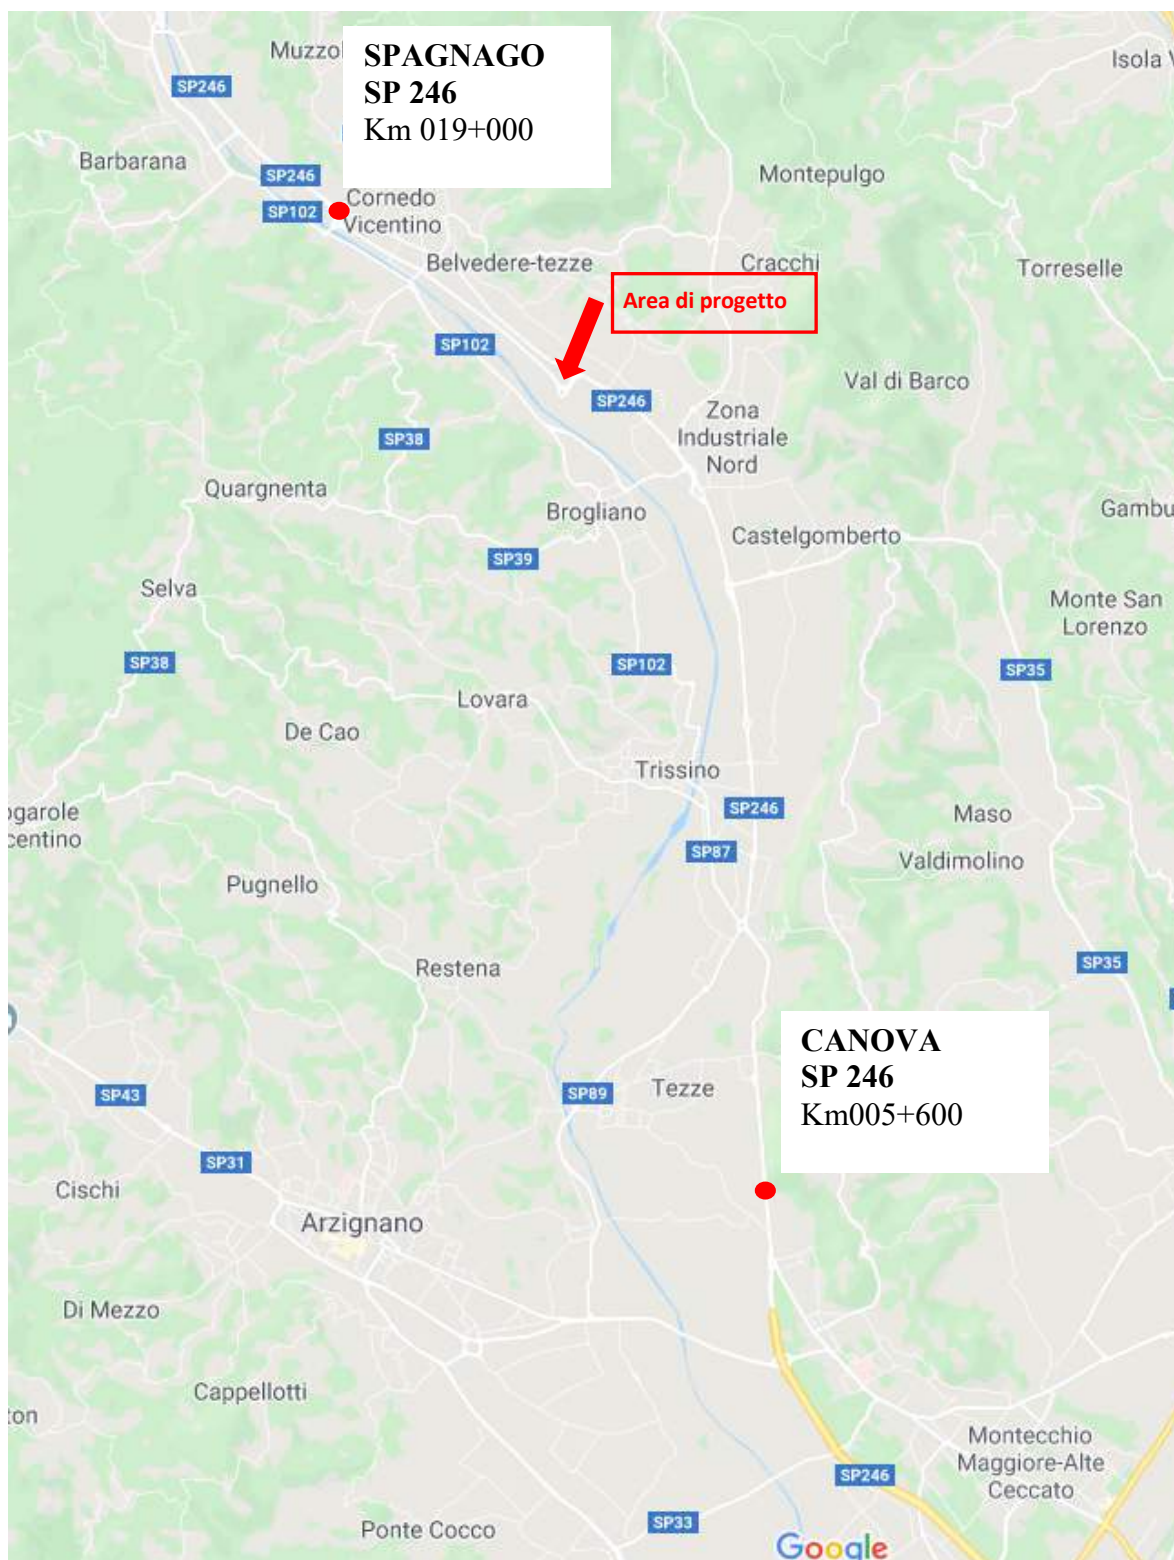 Muzzol
SPAGNAGO
SP 246
Km 019+000
Isola V
SP246
Barbarana
SP246
SP102
Cornedo
Vicentino
Montepulgo
Belvedere-tezze
Cracchi
Torreselle
Area di progetto
SP102
SP246
Val di Barco
Zona
Industriale
Nord
SP38
Quargnenta
Brogliano
Gambu
Castelgomberto
SP39
Selva
Monte San
Lorenzo
SP38
SP102
SP35
Lovara
De Cao
Trissino
ogarole
centino
SP246
Maso
SP87
Valdimolino
Pugnello
Restena
SP35
CANOVA
SP 246
Km005+600
SP43
SP89
Tezze
SP31
Cischi
Arzignano
Di Mezzo
Cappellotti
ton
Montecchio
Maggiore-Alte
Ceccato
SP246
Ponte Cocco
SP33
Google